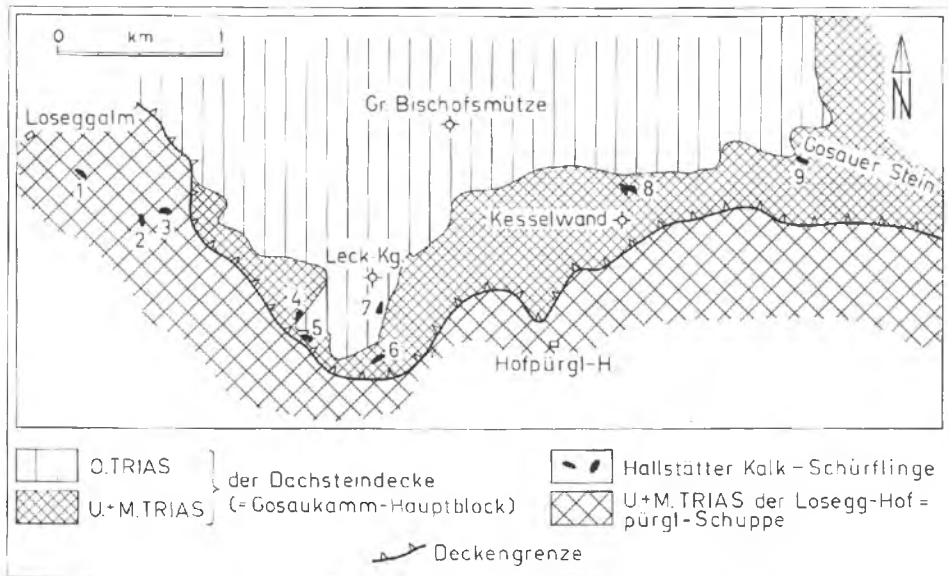 0 km 1
N
Loseggalm
Gr. Bischofsmütze
1
2
3
Gosauer Stein
9
8
Kesselwand
Leck-Kg.
4
7
5
6
Hofpürgl-H.
O.TRIAS
U.+M.TRIAS
der Dachsteindecke
(=Gosaukamm-Hauptblock)
Hallstätter Kalk-Schürflinge
U+M.TRIAS der Losegg-Hof=
pürgl-Schuppe
Deckengrenze